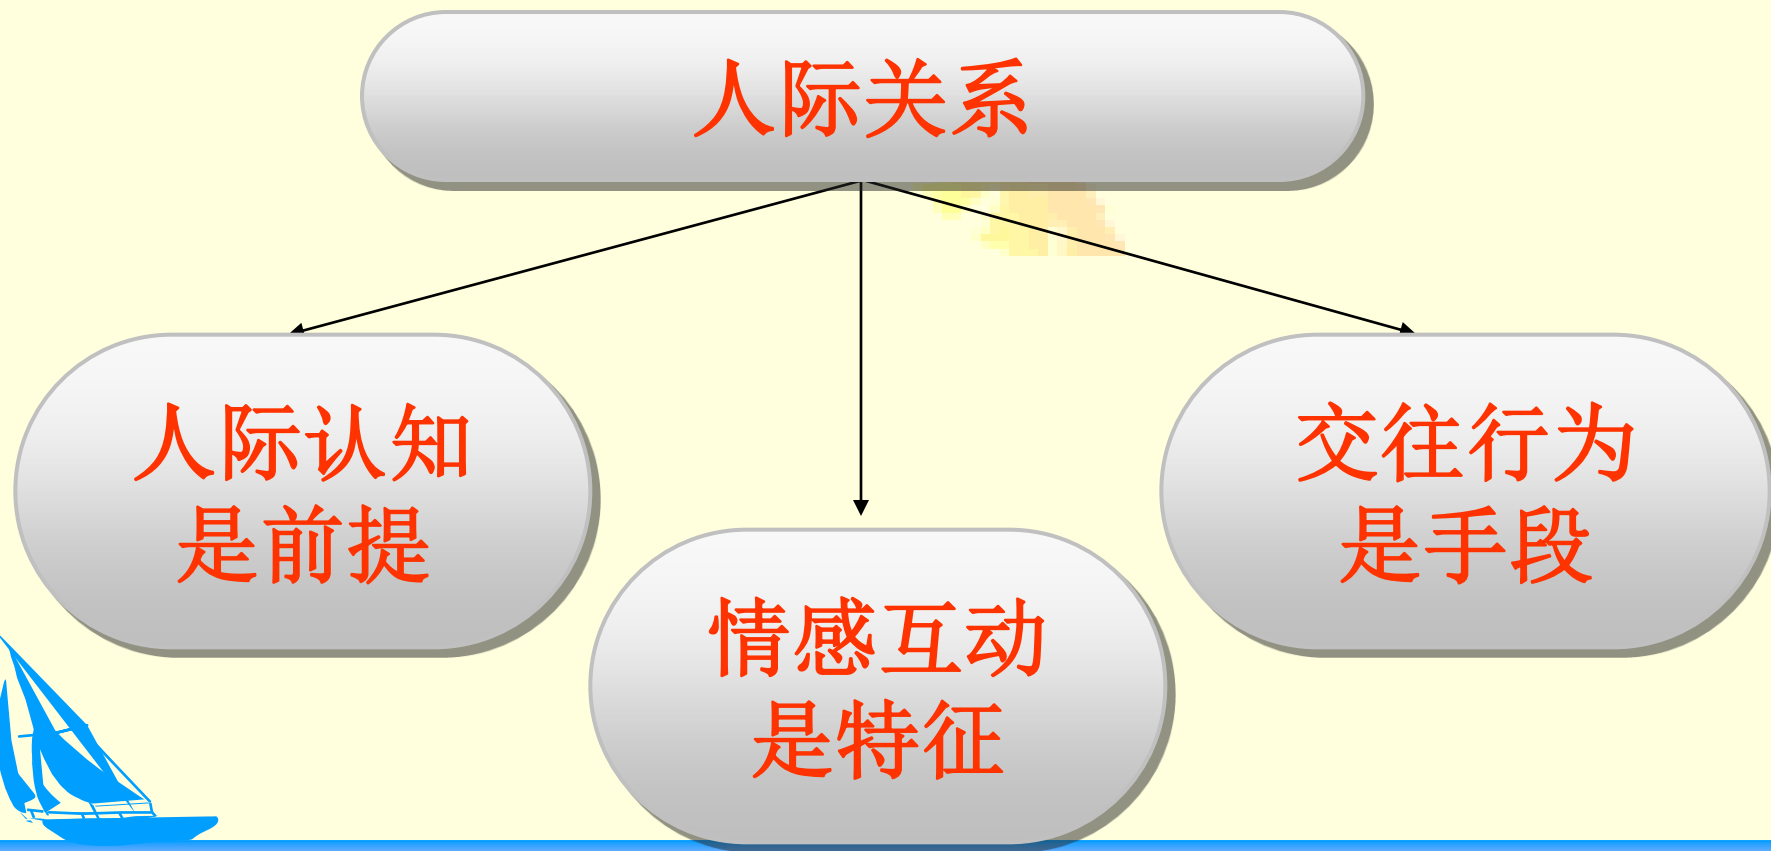 人际关系
人际认知
是前提
情感互动
是特征
交往行为
是手段